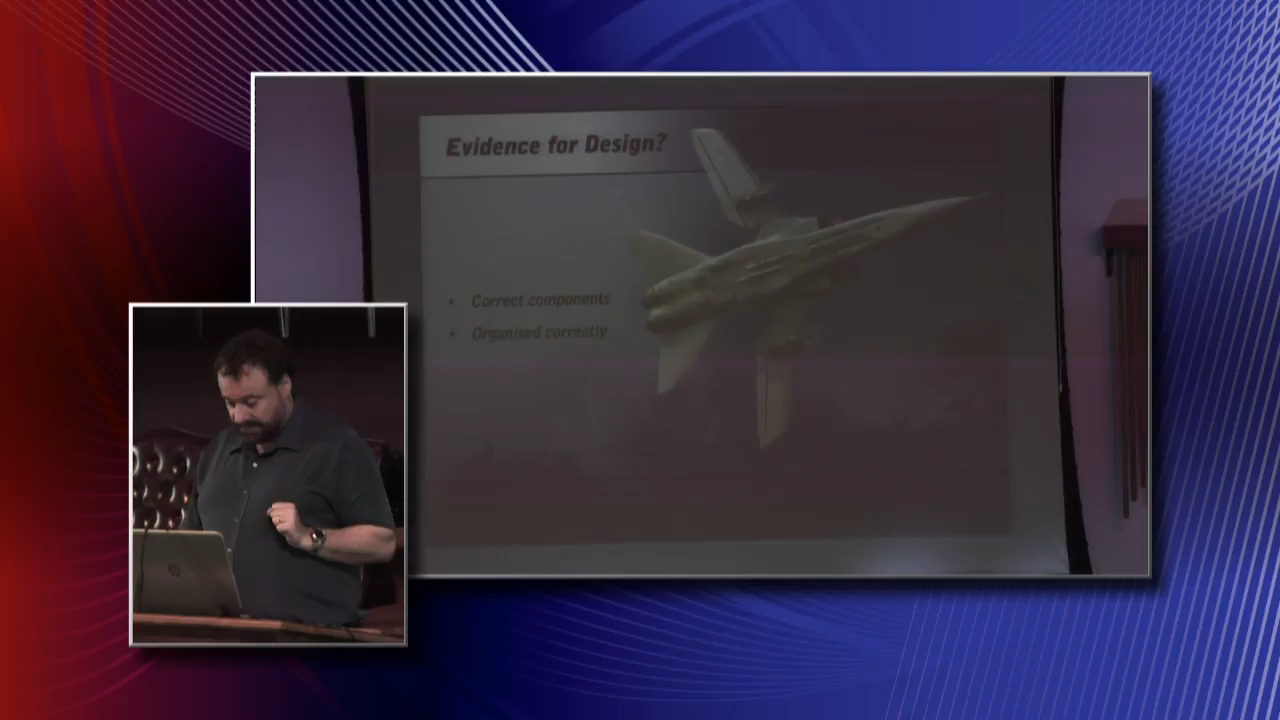 Evidence for Design?
• Correct components
• Organised correctly